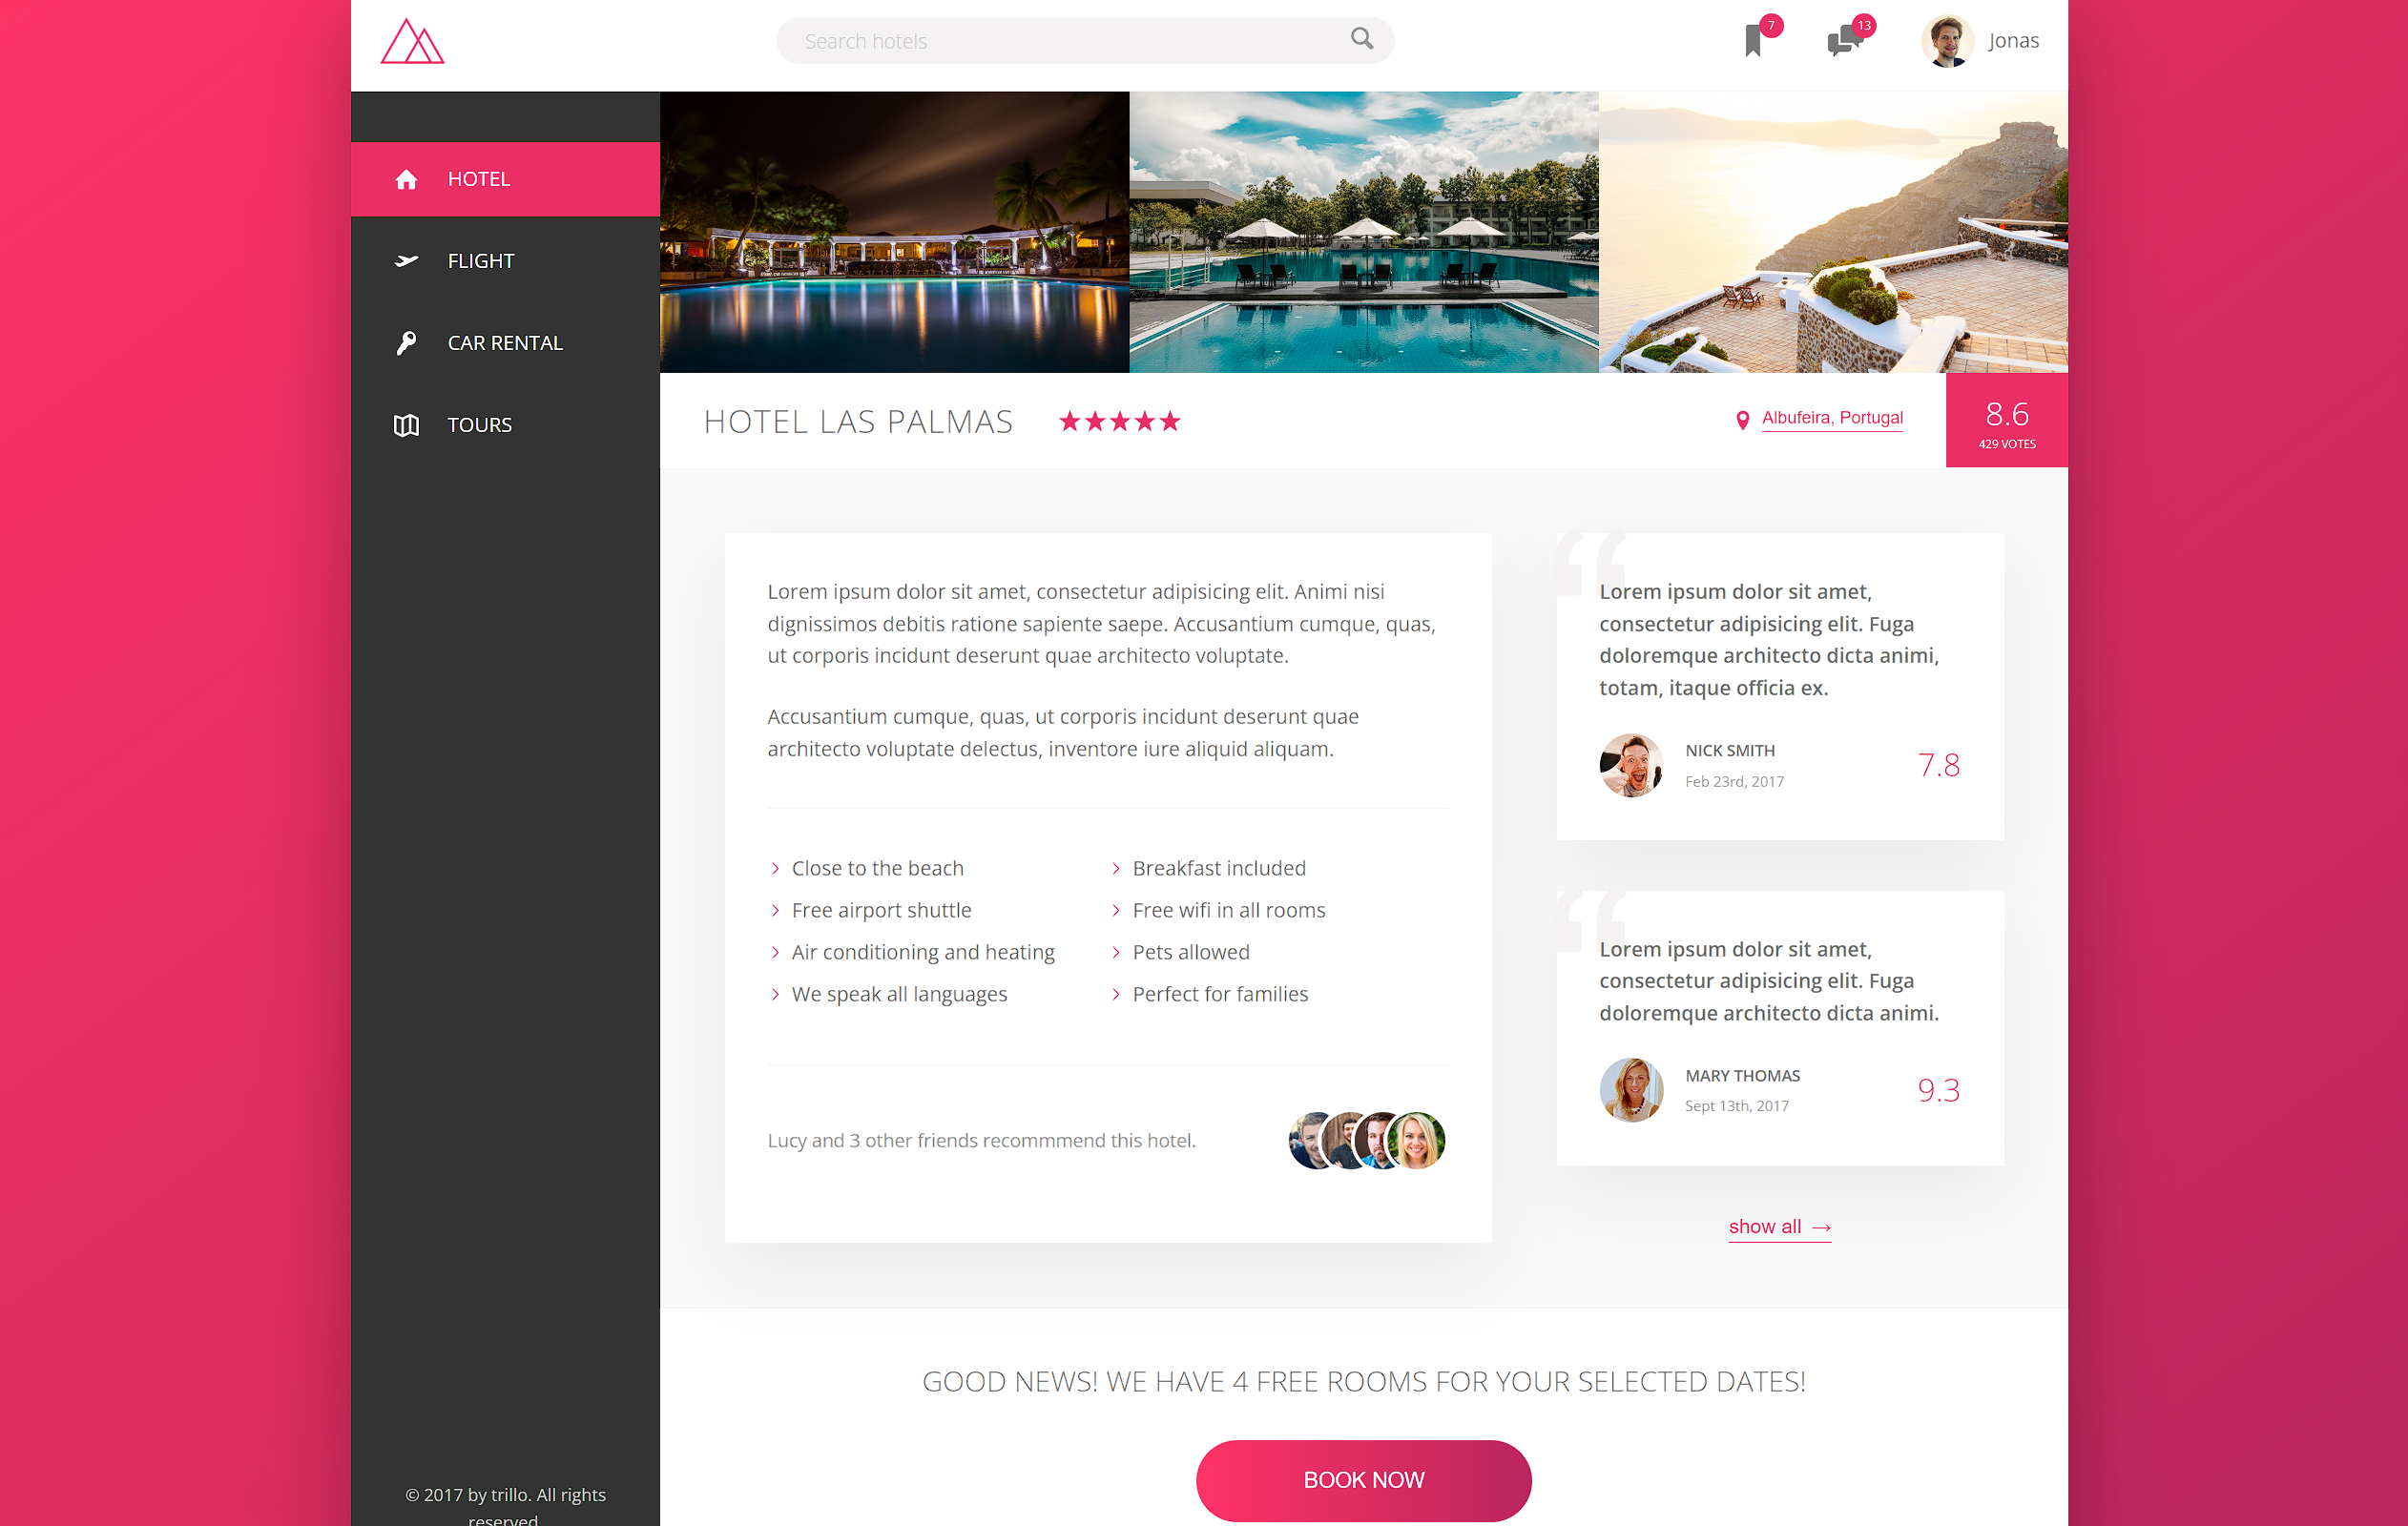 Search hotels
7
13
Jonas
HOTEL
FLIGHT
CAR RENTAL
TOURS
© 2017 by trillo. All rights
reserved.
HOTEL LAS PALMAS
Albufeira, Portugal
8.6
429 VOTES
Lorem ipsum dolor sit amet, consectetur adipisicing elit. Animi nisi
dignissimos debitis ratione sapiente saepe. Accusantium cumque, quas,
ut corporis incidunt deserunt quae architecto voluptate.
Accusantium cumque, quas, ut corporis incidunt deserunt quae
architecto voluptate delectus, inventore iure aliquid aliquam.
Close to the beach
Free airport shuttle
Air conditioning and heating
We speak all languages
Breakfast included
Free wifi in all rooms
Pets allowed
Perfect for families
Lucy and 3 other friends recommmend this hotel.
“
Lorem ipsum dolor sit amet,
consectetur adipisicing elit. Fuga
doloremque architecto dicta animi,
totam, itaque officia ex.
NICK SMITH
Feb 23rd, 2017
7.8
“
Lorem ipsum dolor sit amet,
consectetur adipisicing elit. Fuga
doloremque architecto dicta animi.
MARY THOMAS
Sept 13th, 2017
9.3
show all →
GOOD NEWS! WE HAVE 4 FREE ROOMS FOR YOUR SELECTED DATES!
BOOK NOW